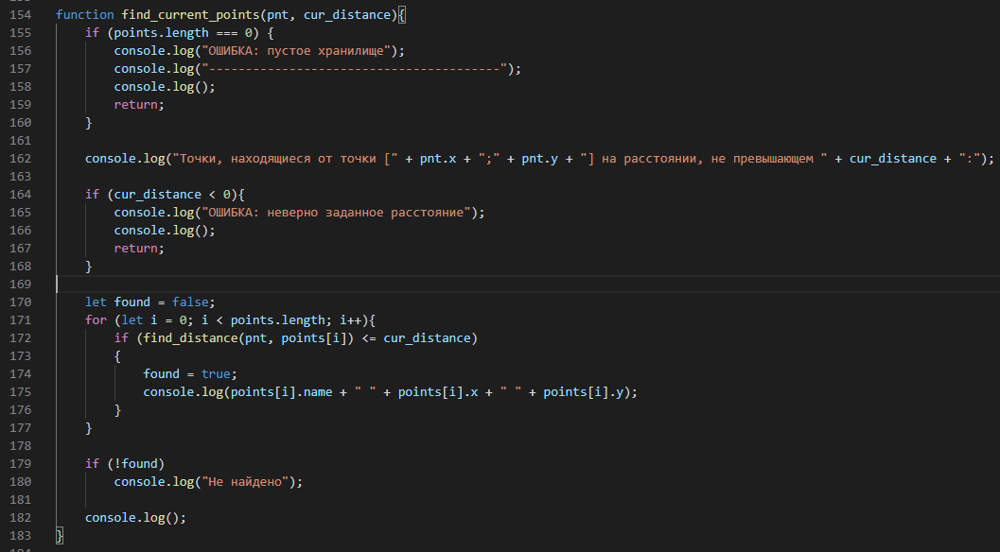 154 function find_current_points(pnt, cur_distance){
155     if (points.length === 0) {
156         console.log("ОШИБКА: пустое хранилище");
157         console.log("----------------------------------------");
158         console.log();
159         return;
160     }
161
162     console.log("Точки, находящиеся от точки [" + pnt.x + ";" + pnt.y + "] на расстоянии, не превышающем " + cur_distance + ":");
163
164     if (cur_distance < 0){
165         console.log("ОШИБКА: неверно заданное расстояние");
166         console.log();
167         return;
168     }
169
170     let found = false;
171     for (let i = 0; i < points.length; i++){
172         if (find_distance(pnt, points[i]) <= cur_distance)
173         {
174             found = true;
175             console.log(points[i].name + " " + points[i].x + " " + points[i].y);
176         }
177     }
178
179     if (!found)
180         console.log("Не найдено");
181
182     console.log();
183 }